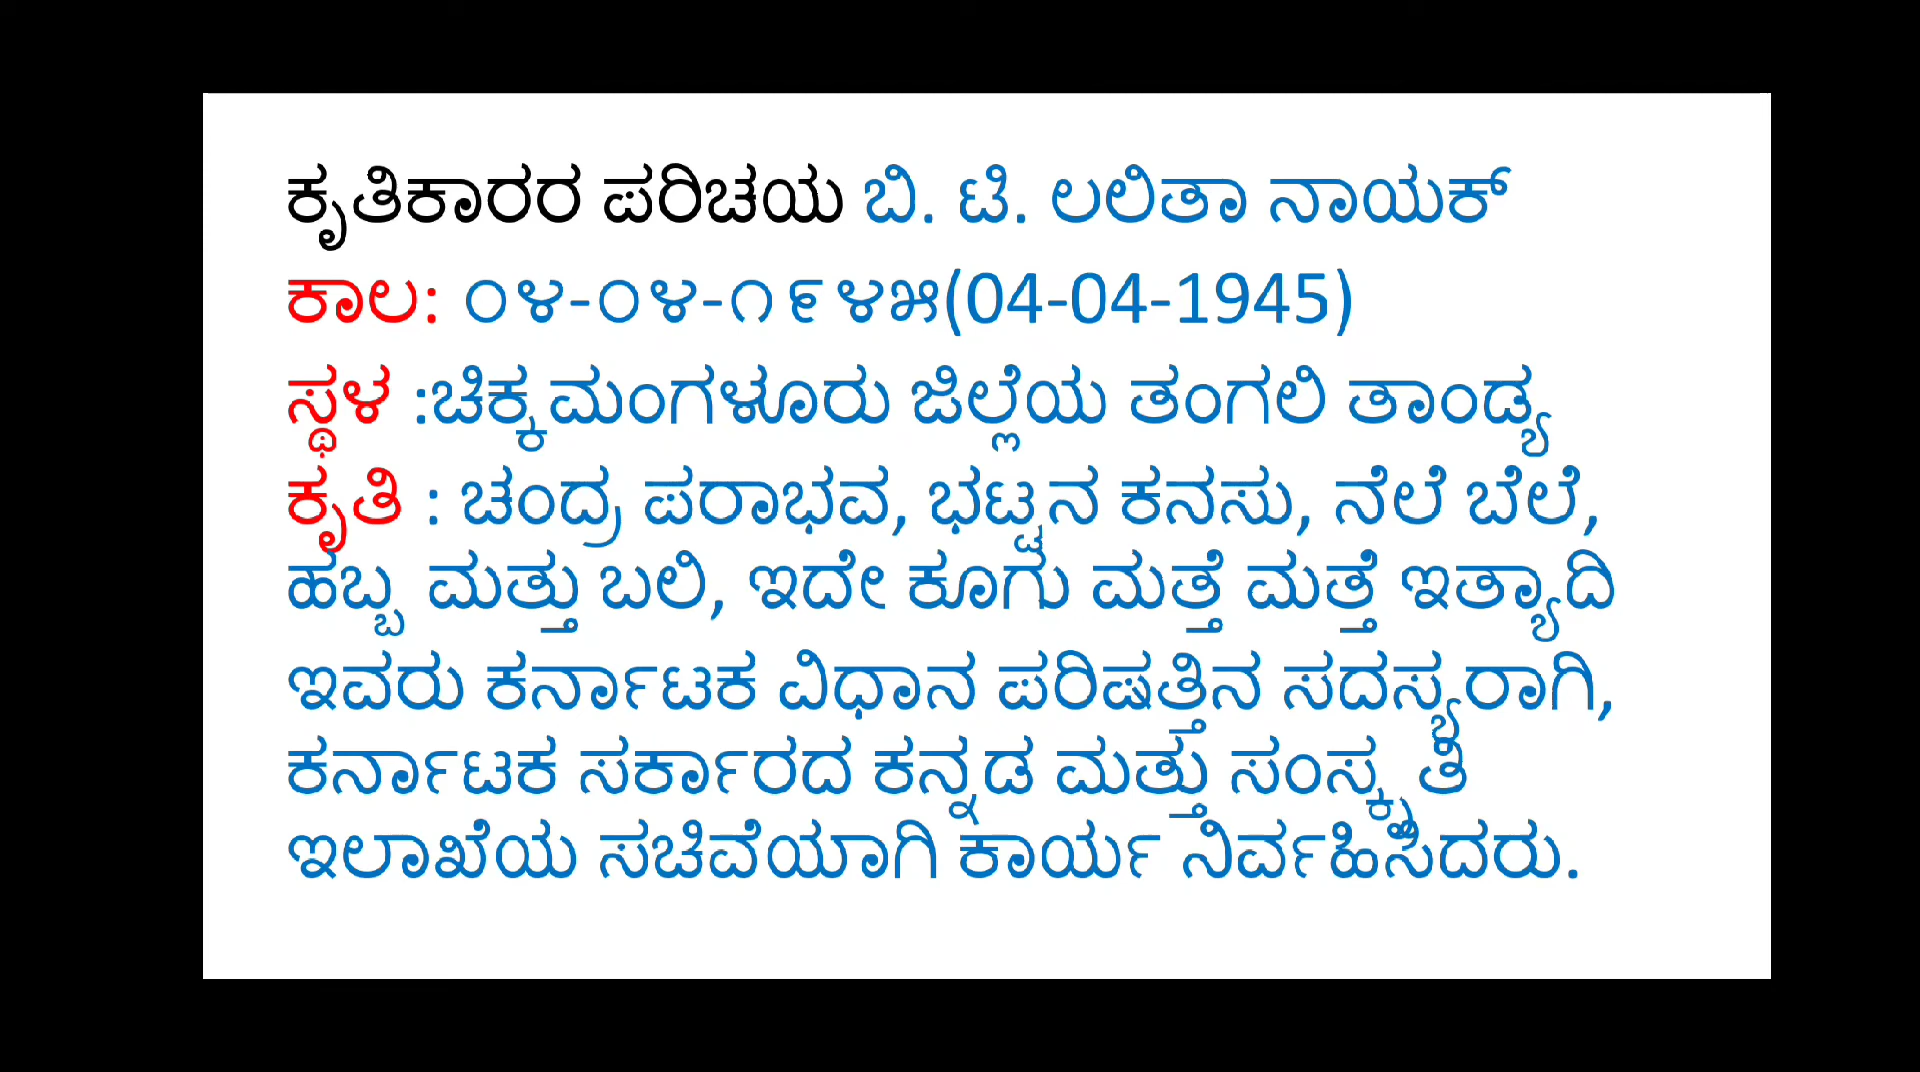 ಕೃತಿಕಾರರ ಪರಿಚಯ ಬಿ. ಟಿ. ಲಲಿತಾ ನಾಯಕ್
ಕಾಲ: ೦೪-೦೪-೧೯೪೫(04-04-1945)
ಸ್ಥಳ :ಚಿಕ್ಕಮಂಗಳೂರು ಜಿಲ್ಲೆಯ ತಂಗಲಿ ತಾಂಡ್ಯ
ಕೃತಿ : ಚಂದ್ರ ಪರಾಭವ, ಭಟ್ಟನ ಕನಸು, ನೆಲೆ ಬೆಲೆ,
ಹಬ್ಬ ಮತ್ತು ಬಲಿ, ಇದೇ ಕೂಗು ಮತ್ತೆ ಮತ್ತೆ ಇತ್ಯಾದಿ
ಇವರು ಕರ್ನಾಟಕ ವಿಧಾನ ಪರಿಷತ್ತಿನ ಸದಸ್ಯರಾಗಿ,
ಕರ್ನಾಟಕ ಸರ್ಕಾರದ ಕನ್ನಡ ಮತ್ತು ಸಂಸ್ಕೃತಿ
ಇಲಾಖೆಯ ಸಚಿವೆಯಾಗಿ ಕಾರ್ಯ ನಿರ್ವಹಿಸಿದರು.